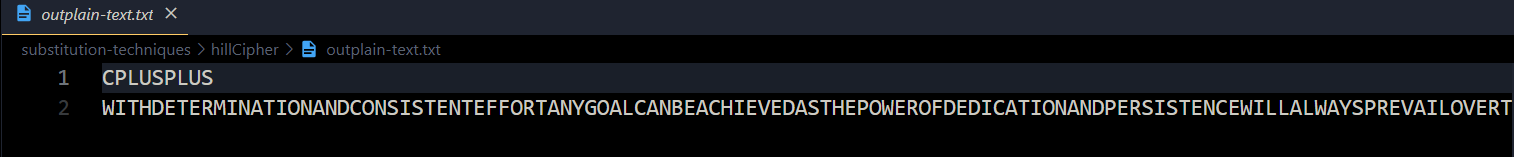 outplain-text.txt
substitution-techniques > hillCipher > outplain-text.txt
1 CPLUSPLUS
2 WITHDETERMINATIONANDCONSISTENTEFFORTANYGOALCANBEACHIEVEDASTHEPOWEROFDEDICATIONANDPERSISTENCEWILLALWAYSPREVAILOVERT